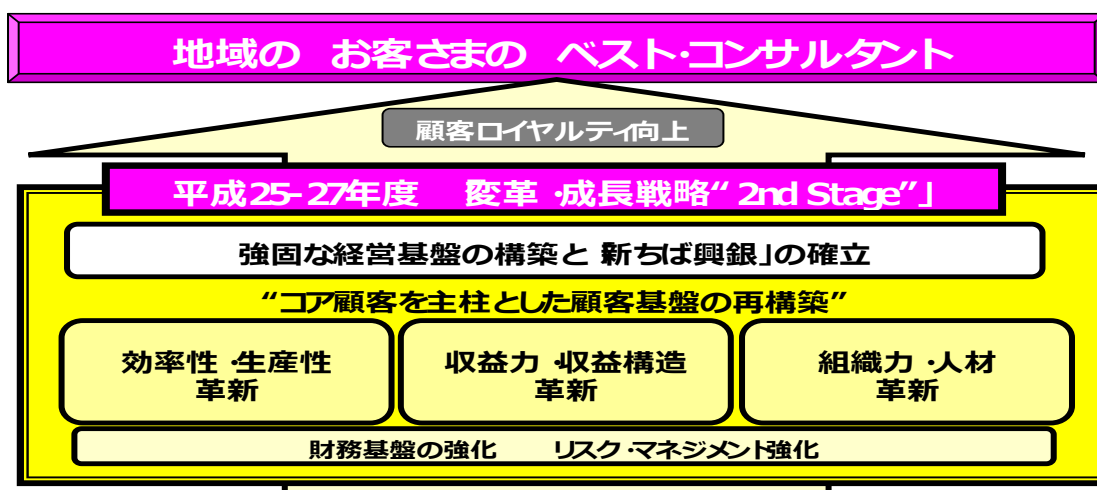 地域の お客さまの ベスト・コンサルタント
顧客ロイヤルティ向上
平成25-27年度 変革・成長戦略“2nd Stage”」
強固な経営基盤の構築と 新ちば興銀」の確立
“コア顧客を主柱とした顧客基盤の再構築”
効率性・生産性
革新
収益力・収益構造
革新
組織力・人材
革新
財務基盤の強化 リスク・マネジメント強化